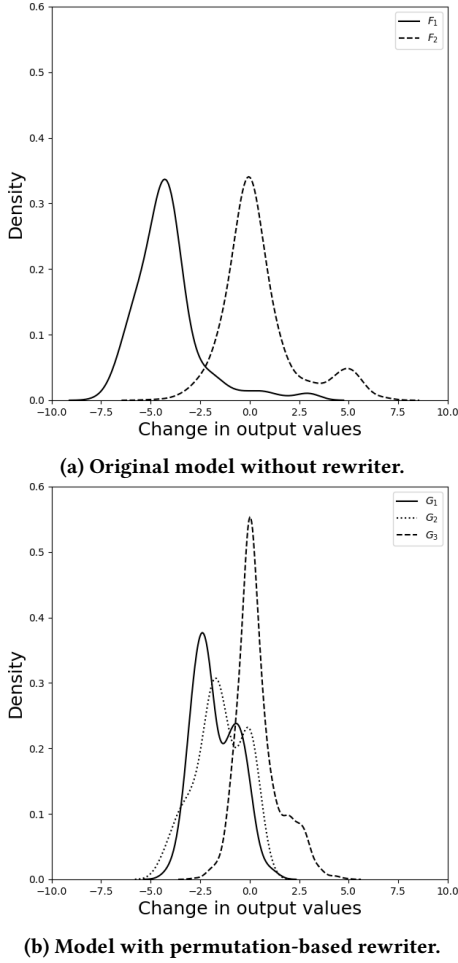 0.6
0.5
0.4
0.3
0.2
0.1
0.0
Density
−10.0 −7.5 −5.0 −2.5 0.0 2.5 5.0 7.5 10.0
Change in output values
F1
F2
(a) Original model without rewriter.
0.6
0.5
0.4
0.3
0.2
0.1
0.0
Density
−10.0 −7.5 −5.0 −2.5 0.0 2.5 5.0 7.5 10.0
Change in output values
G1
G2
G3
(b) Model with permutation-based rewriter.